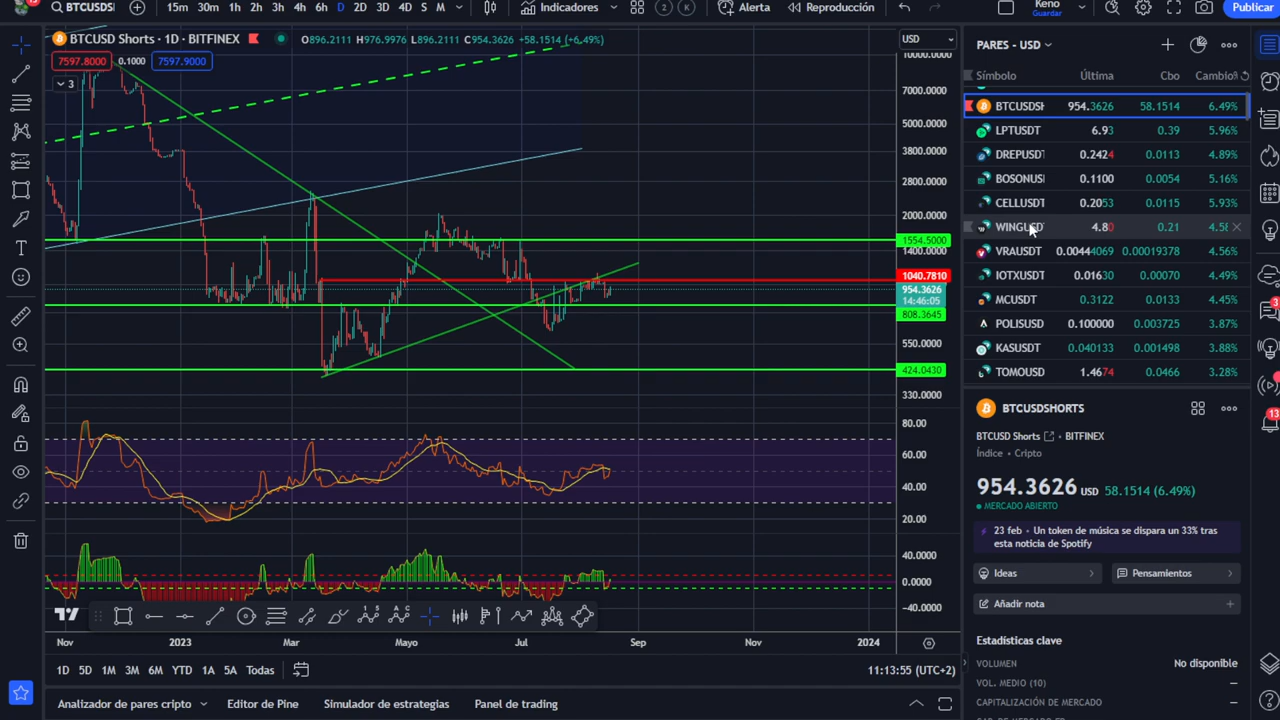 BTCUSDS
15m 30m 1h 2h 3h 4h 6h D 2D 3D 4D S M
Indicadores
Alerta
Reproducción
Keno
Guardar
Publicar
BTCUSD Shorts · 1D · BITFINEX
O896.2111 H976.9976 L896.2111 C954.3626 +58.1514 (+6.49%)
7597.8000 0.1000 7597.9000
3
USD
10000.0000
7000.0000
5000.0000
3800.0000
2800.0000
2000.0000
1554.5000
1400.0000
1040.7810
954.3626
14:46:05
808.3645
550.0000
424.0430
330.0000
80.00
60.00
40.00
20.00
40.0000
0.0000
−40.0000
Nov 2023 Mar Mayo Jul Sep Nov 2024
1D 5D 1M 3M 6M YTD 1A 5A Todas
11:13:55 (UTC+2)
Analizador de pares cripto Editor de Pine Simulador de estrategias Panel de trading
PARES - USD
Símbolo Última Cbo Cambio%
BTCUSDSH 954.3626 58.1514 6.49%
LPTUSDT 6.93 0.39 5.96%
DREPUSDT 0.2424 0.0113 4.89%
BOSONUS 0.1100 0.0054 5.16%
CELLUSDT 0.2053 0.0115 5.93%
WINGUSDT 4.80 0.21 4.58
VRAUSDT 0.00444069 0.00019378 4.56%
IOTXUSDT 0.01630 0.00070 4.49%
MCUSDT 0.3122 0.0133 4.45%
POLISUSD 0.100000 0.003725 3.87%
KASUSDT 0.040133 0.001498 3.88%
TOMOUSD 1.4674 0.0466 3.28%
BTCUSDSHORTS
BTCUSD Shorts BITFINEX
Índice • Cripto
954.3626 USD 58.1514 (6.49%)
MERCADO ABIERTO
23 feb • Un token de música se dispara un 33% tras
esta noticia de Spotify
Ideas
Pensamientos
Añadir nota
Estadísticas clave
VOLUMEN No disponible
VOL. MEDIO (10) —
CAPITALIZACIÓN DE MERCADO —